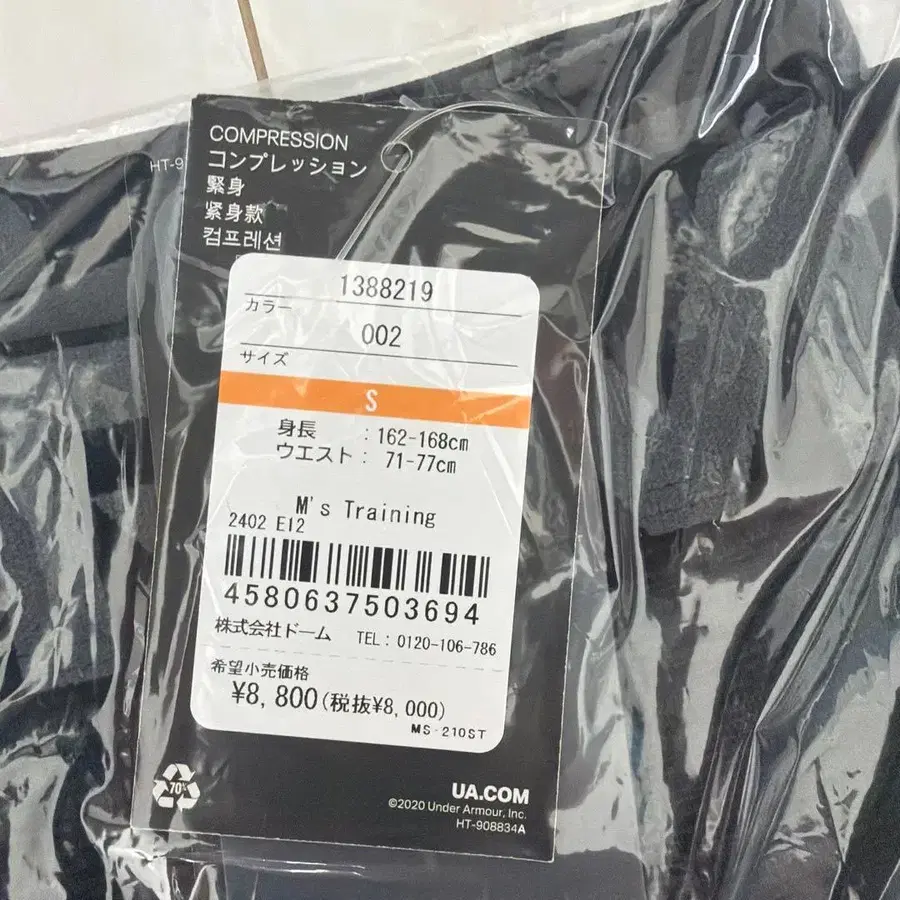 COMPRESSION
コンプレッション
緊身
紧身款
컴프레션
HT-9
1388219
カラー
002
サイズ
S
身長 : 162-168cm
ウエスト : 71-77cm
M's Training
2402 E12
4580637503694
株式会社ドーム TEL : 0120-106-786
希望小売価格
¥8,800(税抜¥8,000)
MS-210ST
70%
UA.COM
©2020 Under Armour, Inc.
HT-908834A